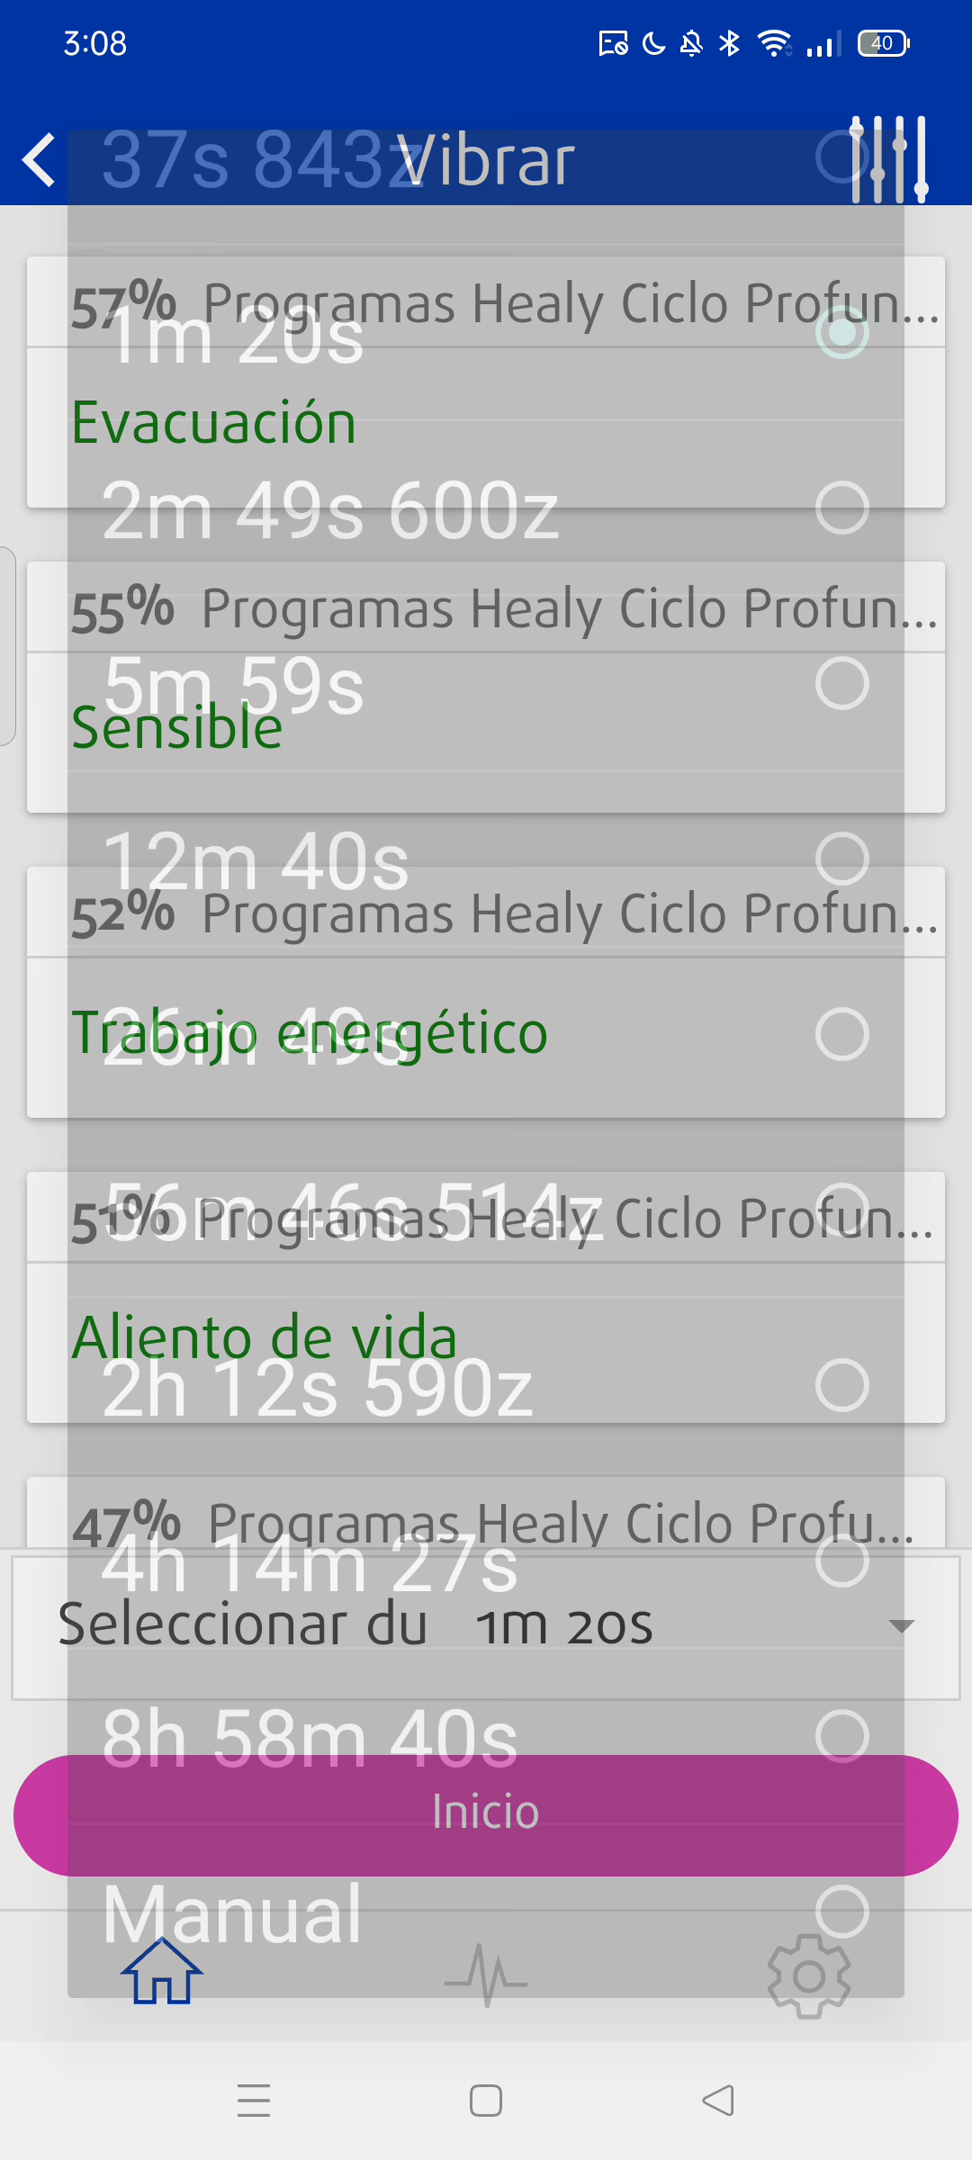 3:08
40
Vibrar
37s 843z
57% Programas Healy Ciclo Profun...
1m 20s
Evacuación
2m 49s 600z
55% Programas Healy Ciclo Profun...
5m 59s
Sensible
12m 40s
52% Programas Healy Ciclo Profun...
Trabajo energético
26m 49s
56m 46s 514z
51% Programas Healy Ciclo Profun...
Aliento de vida
2h 12s 590z
47% Programas Healy Ciclo Profu...
4h 14m 27s
Seleccionar du 1m 20s
8h 58m 40s
Inicio
Manual